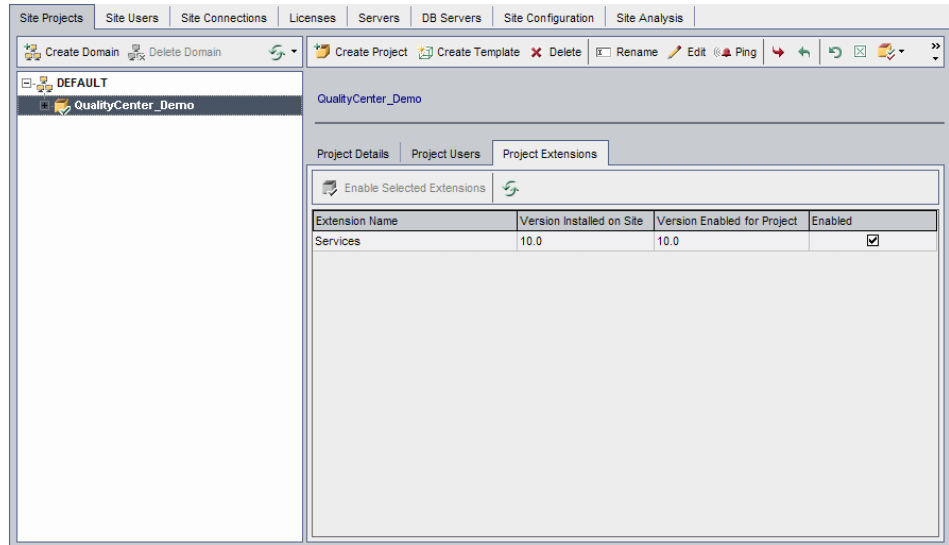 Site Projects Site Users Site Connections Licenses Servers DB Servers Site Configuration Site Analysis
Create Domain Delete Domain
Create Project Create Template Delete Rename Edit Ping
DEFAULT
QualityCenter_Demo
QualityCenter_Demo
Project Details Project Users Project Extensions
Enable Selected Extensions
Extension Name Version Installed on Site Version Enabled for Project Enabled
Services 10.0 10.0